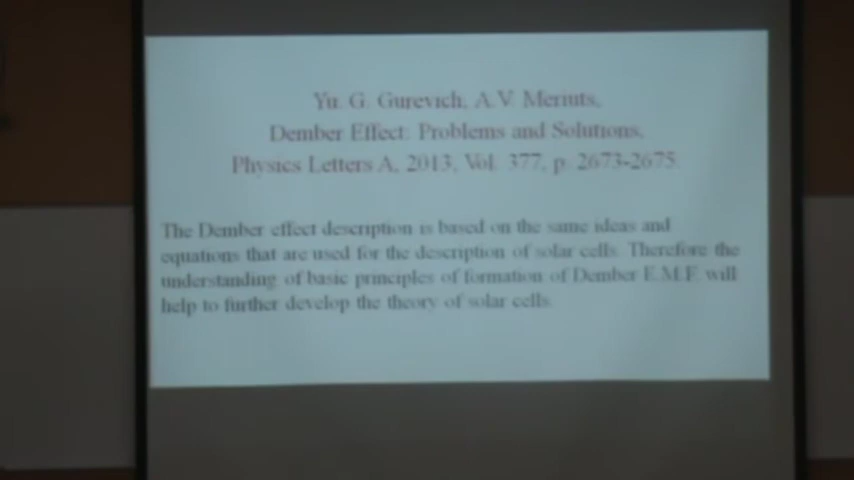 Yu. G. Gurevich, A.V. Meriuts,
Dember Effect: Problems and Solutions,
Physics Letters A, 2013, Vol. 377, p. 2673-2675.
The Dember effect description is based on the same ideas and
equations that are used for the description of solar cells. Therefore the
understanding of basic principles of formation of Dember E.M.F. will
help to further develop the theory of solar cells.